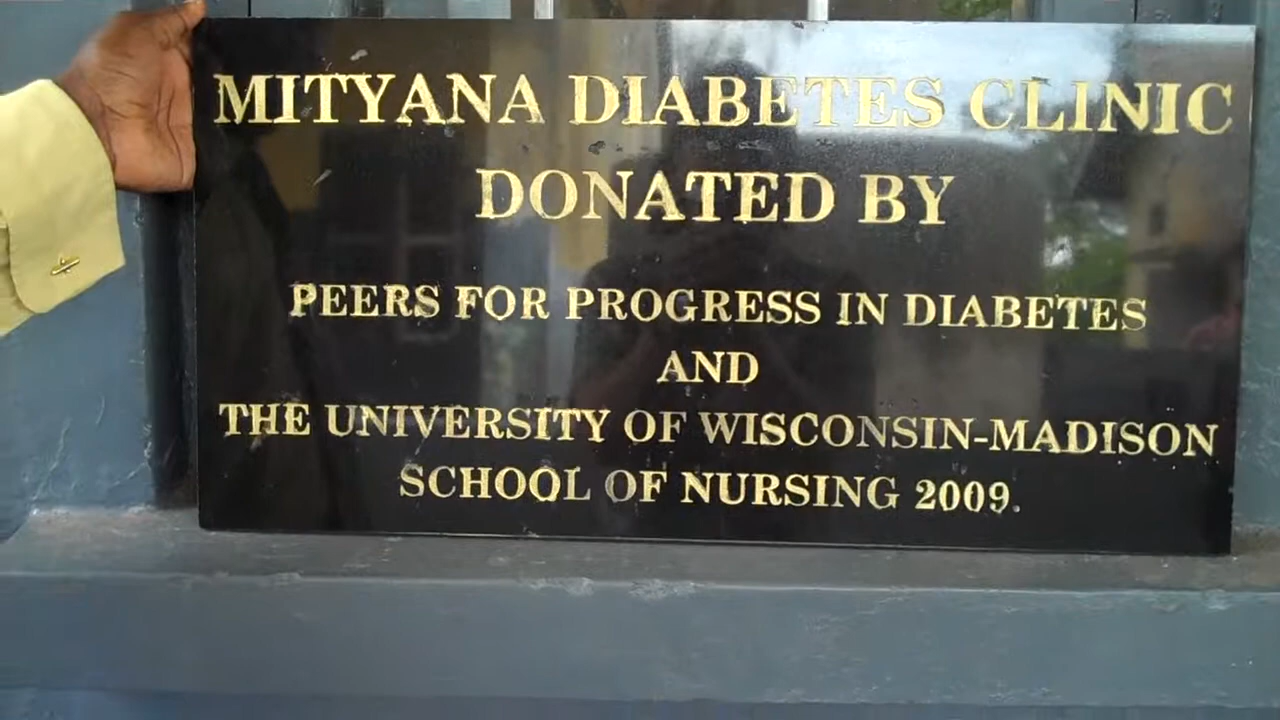 MITYANA DIABETES CLINIC
DONATED BY
PEERS FOR PROGRESS IN DIABETES
AND
THE UNIVERSITY OF WISCONSIN-MADISON
SCHOOL OF NURSING 2009.